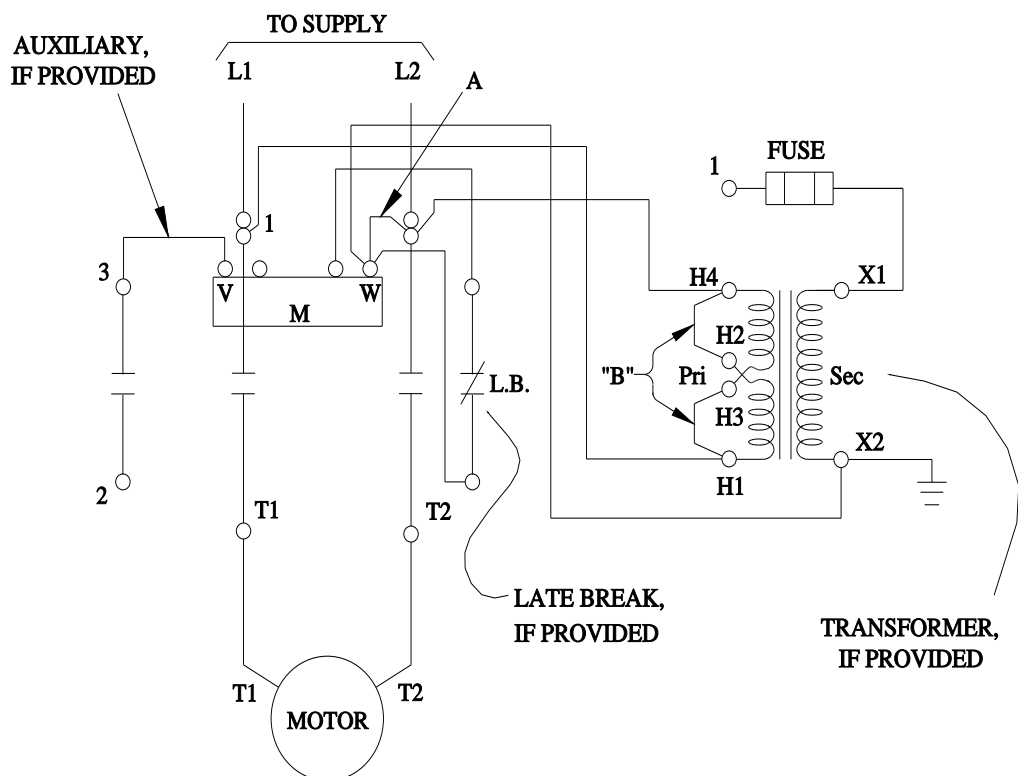 TO SUPPLY
AUXILIARY,
IF PROVIDED
L1
L2
A
1
FUSE
1
3
V
W
M
H4
X1
H2
"B"
Pri
Sec
L.B.
H3
X2
H1
2
T1
T2
LATE BREAK,
IF PROVIDED
TRANSFORMER,
IF PROVIDED
T1
T2
MOTOR